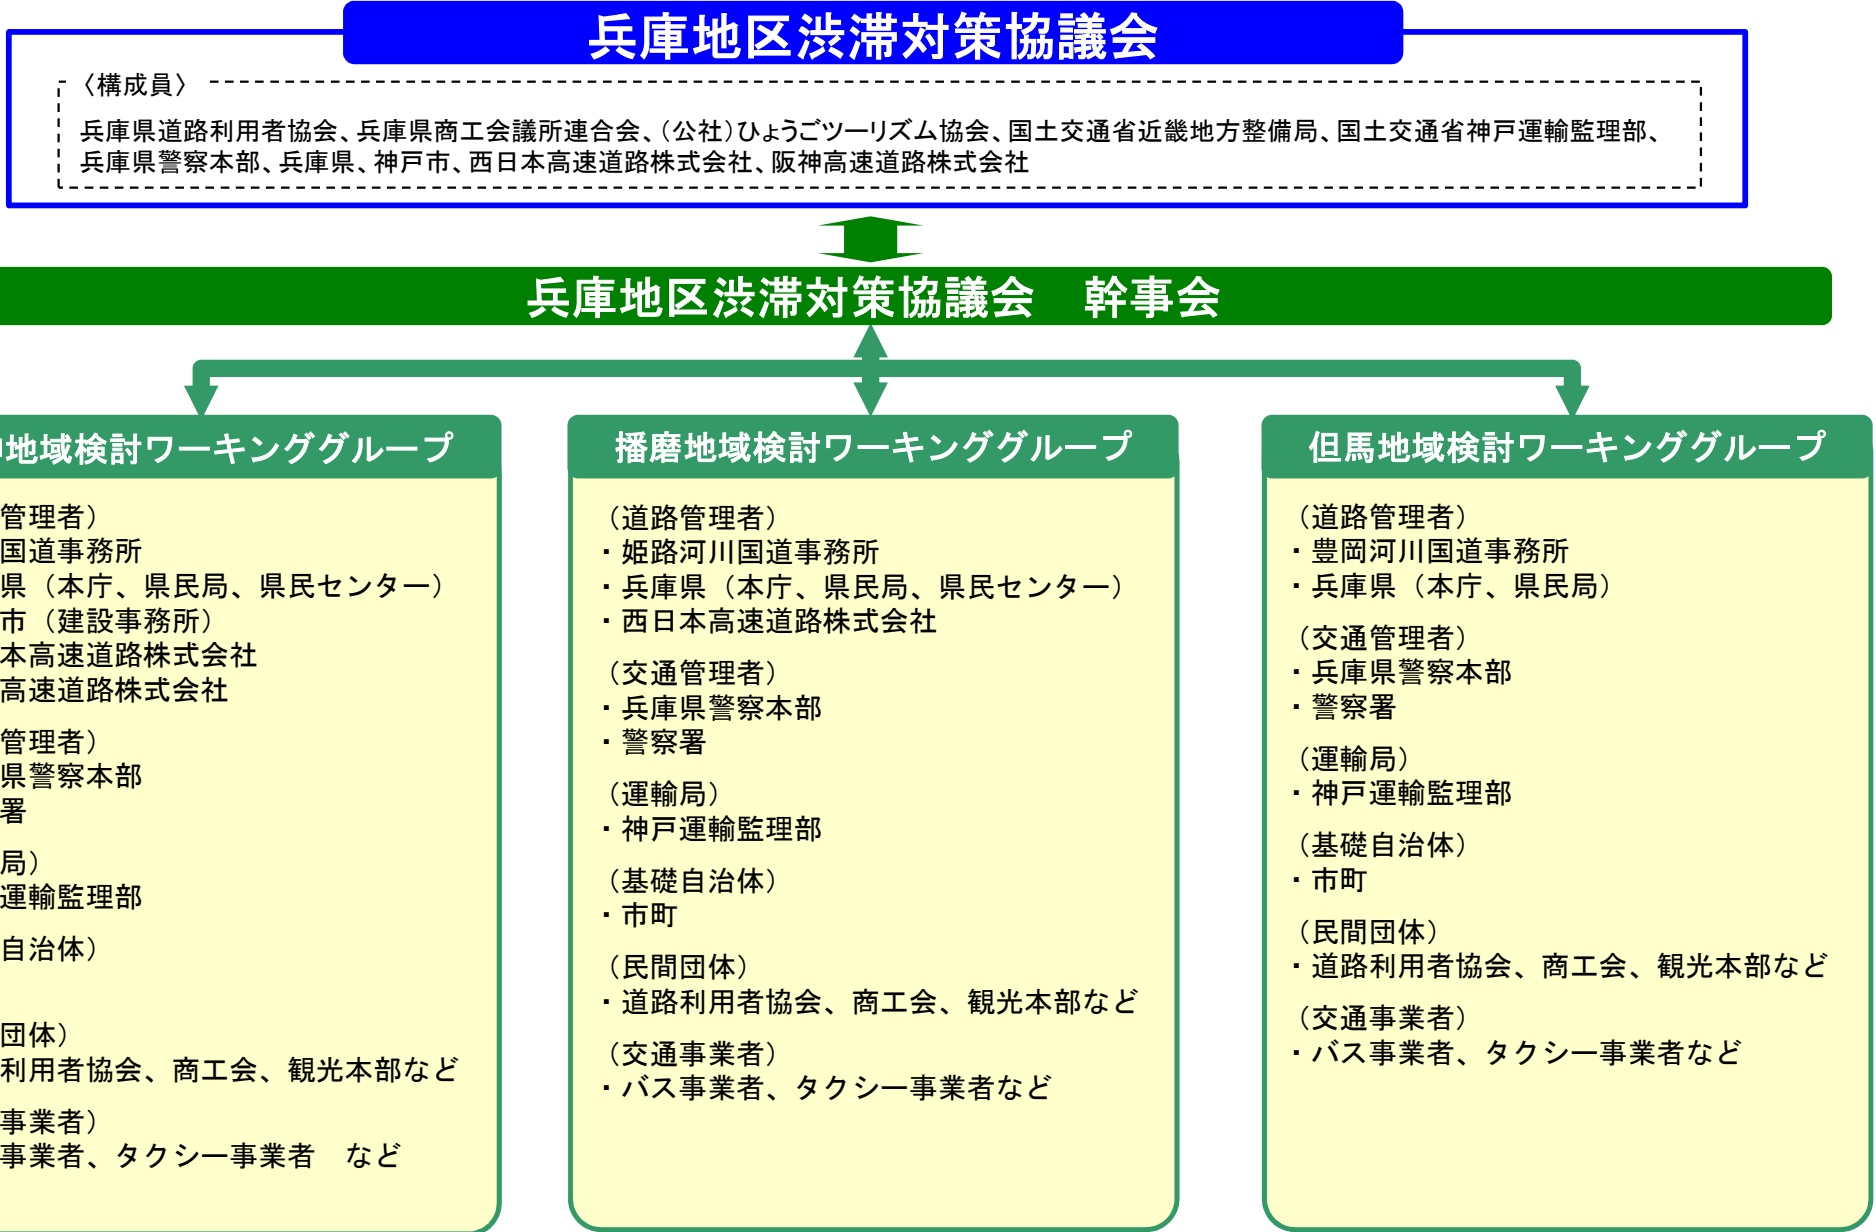 兵庫地区渋滞対策協議会
〈構成員〉
兵庫県道路利用者協会、兵庫県商工会議所連合会、（公社）ひょうごツーリズム協会、国土交通省近畿地方整備局、国土交通省神戸運輸監理部、
兵庫県警察本部、兵庫県、神戸市、西日本高速道路株式会社、阪神高速道路株式会社
兵庫地区渋滞対策協議会　幹事会
地域検討ワーキンググループ
管理者）
国道事務所
県（本庁、県民局、県民センター）
市（建設事務所）
本高速道路株式会社
高速道路株式会社
管理者）
県警察本部
署
局）
運輸監理部
自治体）
団体）
利用者協会、商工会、観光本部など
事業者）
事業者、タクシー事業者　など
播磨地域検討ワーキンググループ
（道路管理者）
・姫路河川国道事務所
・兵庫県（本庁、県民局、県民センター）
・西日本高速道路株式会社
（交通管理者）
・兵庫県警察本部
・警察署
（運輸局）
・神戸運輸監理部
（基礎自治体）
・市町
（民間団体）
・道路利用者協会、商工会、観光本部など
（交通事業者）
・バス事業者、タクシー事業者など
但馬地域検討ワーキンググループ
（道路管理者）
・豊岡河川国道事務所
・兵庫県（本庁、県民局）
（交通管理者）
・兵庫県警察本部
・警察署
（運輸局）
・神戸運輸監理部
（基礎自治体）
・市町
（民間団体）
・道路利用者協会、商工会、観光本部など
（交通事業者）
・バス事業者、タクシー事業者など